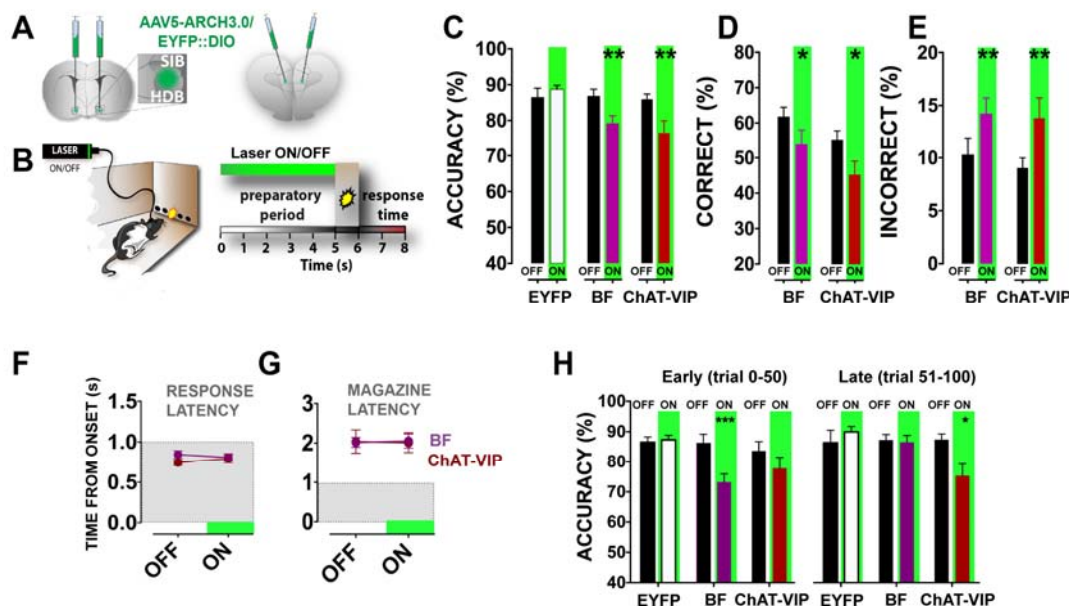 A
AAV5-ARCH3.0/
EYFP::DIO
SIB
HDB
B
LASER
ON/OFF
Laser ON/OFF
preparatory
period
response
time
0 1 2 3 4 5 6 7 8
Time (s)
C
ACCURACY (%)
100
90
80
70
60
50
40
** **
OFF ON OFF ON OFF ON
EYFP BF ChAT-VIP
D
CORRECT (%)
80
70
60
50
40
30
20
* *
OFF ON OFF ON
BF ChAT-VIP
E
INCORRECT (%)
20
15
10
5
0
** **
OFF ON OFF ON
BF ChAT-VIP
F
TIME FROM ONSET (s)
RESPONSE
LATENCY
1.5
1.0
0.5
0.0
OFF ON
G
MAGAZINE
LATENCY
3
2
1
0
OFF ON
BF
ChAT-VIP
H
Early (trial 0-50) Late (trial 51-100)
ACCURACY (%)
100
90
80
70
60
50
40
OFF ON OFF ON OFF ON OFF ON OFF ON OFF ON
*** *
EYFP BF ChAT-VIP EYFP BF ChAT-VIP